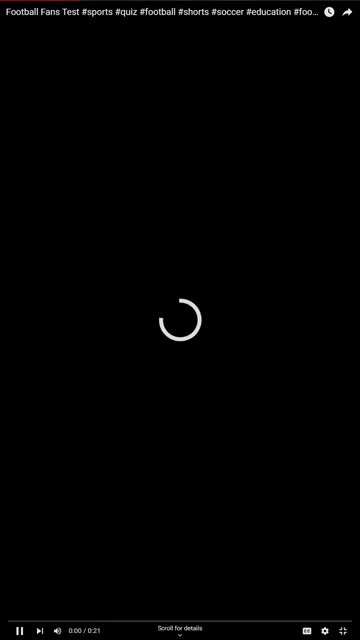 Football Fans Test #sports #quiz #football #shorts #soccer #education #foo...
0:00 / 0:21
Scroll for details